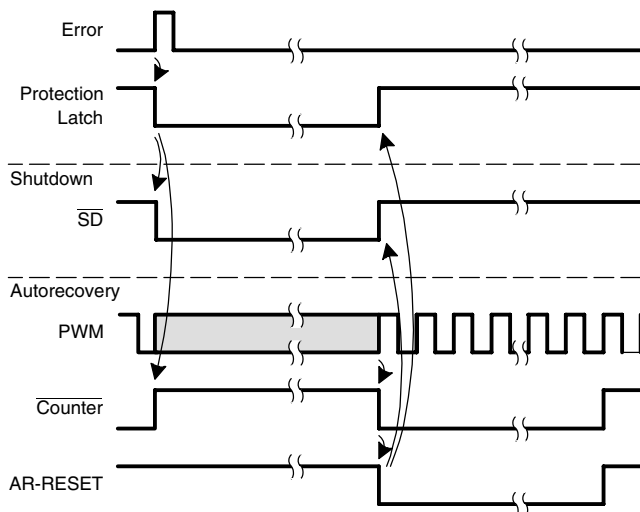 Error
Protection
Latch
Shutdown
SD
Autorecovery
PWM
Counter
AR-RESET